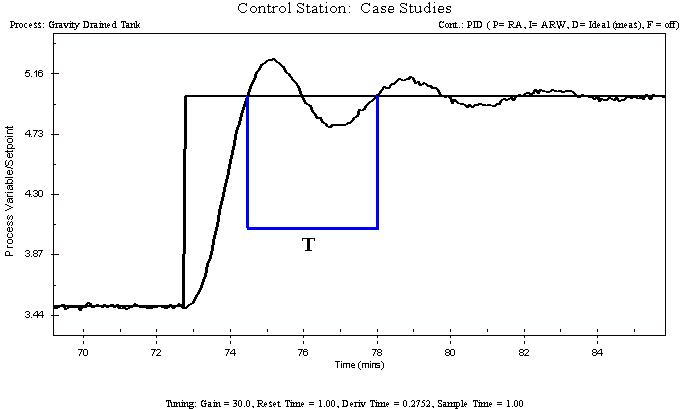 Control Station: Case Studies
Process: Gravity Drained Tank
Cont.: PID ( P= RA, I= ARW, D= Ideal (meas), F = off)
Process Variable/Setpoint
5.16
4.73
4.30
3.87
3.44
T
70 72 74 76 78 80 82 84
Time (mins)
Tuning: Gain = 30.0, Reset Time = 1.00, Deriv Time = 0.2752, Sample Time = 1.00